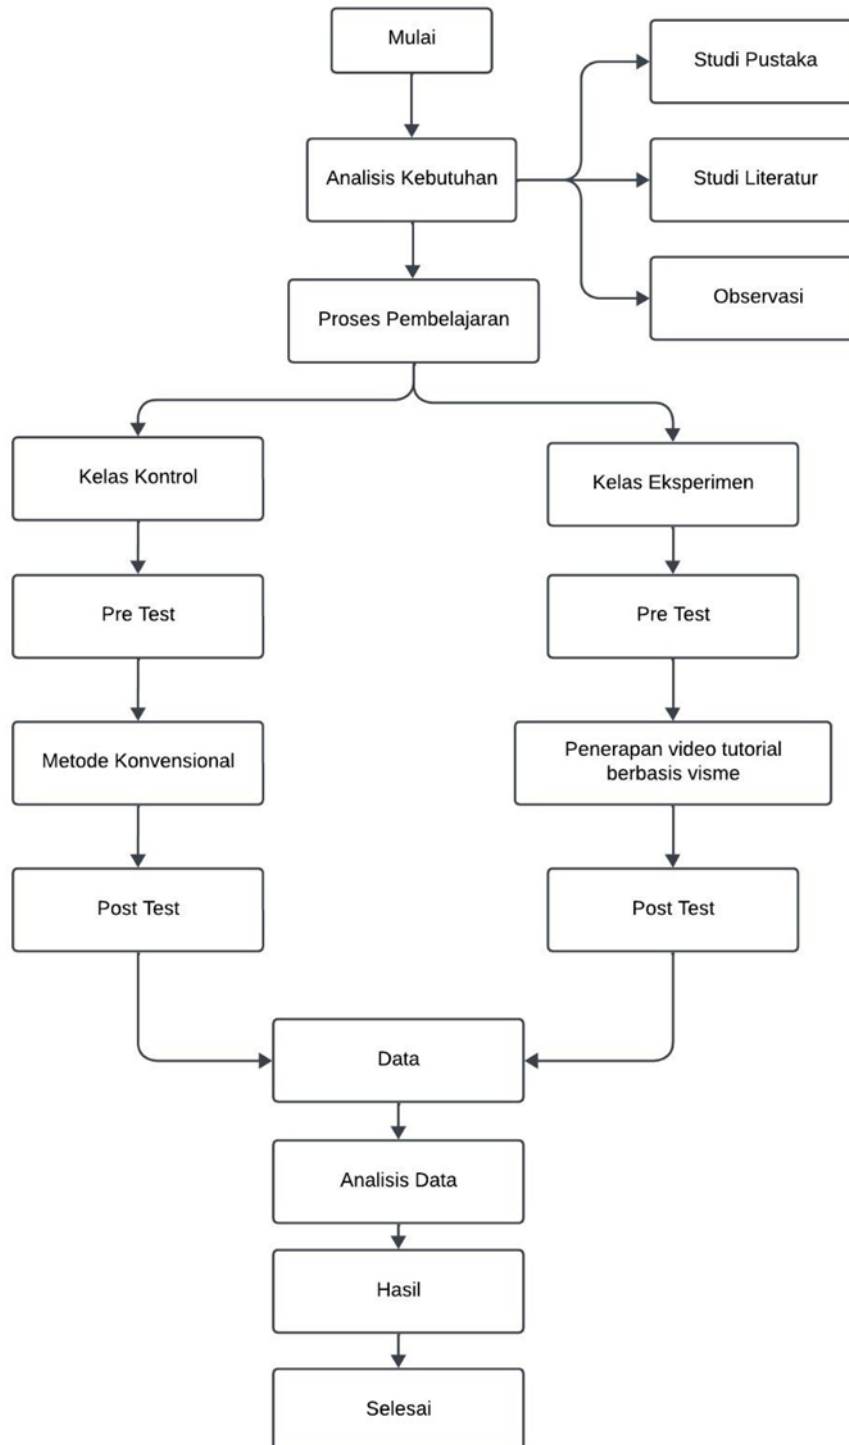 Mulai
Studi Pustaka
Analisis Kebutuhan
Studi Literatur
Observasi
Proses Pembelajaran
Kelas Kontrol
Kelas Eksperimen
Pre Test
Pre Test
Metode Konvensional
Penerapan video tutorial
berbasis visme
Post Test
Post Test
Data
Analisis Data
Hasil
Selesai